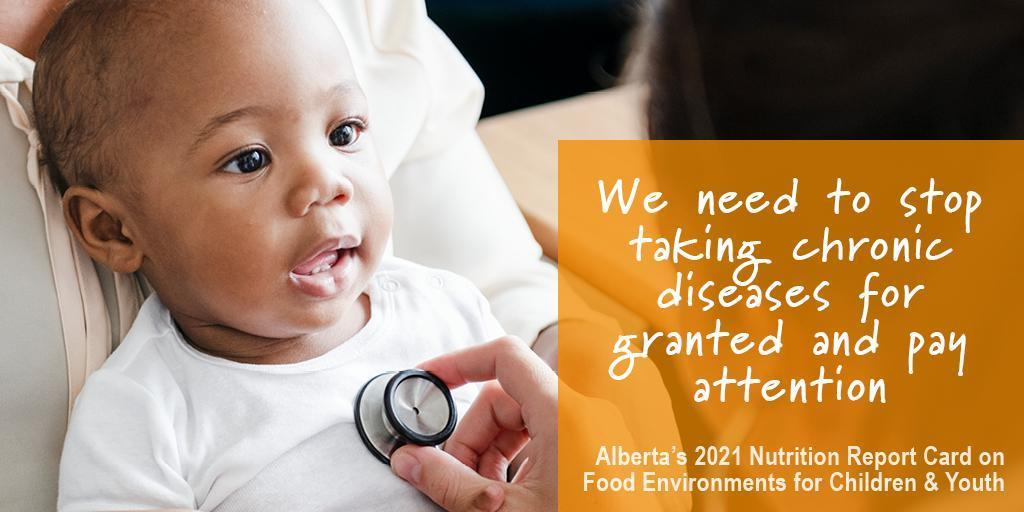 We need to stop
taking chronic
diseases for
granted and pay
attention
Alberta's 2021 Nutrition Report Card on
Food Environments for Children & Youth